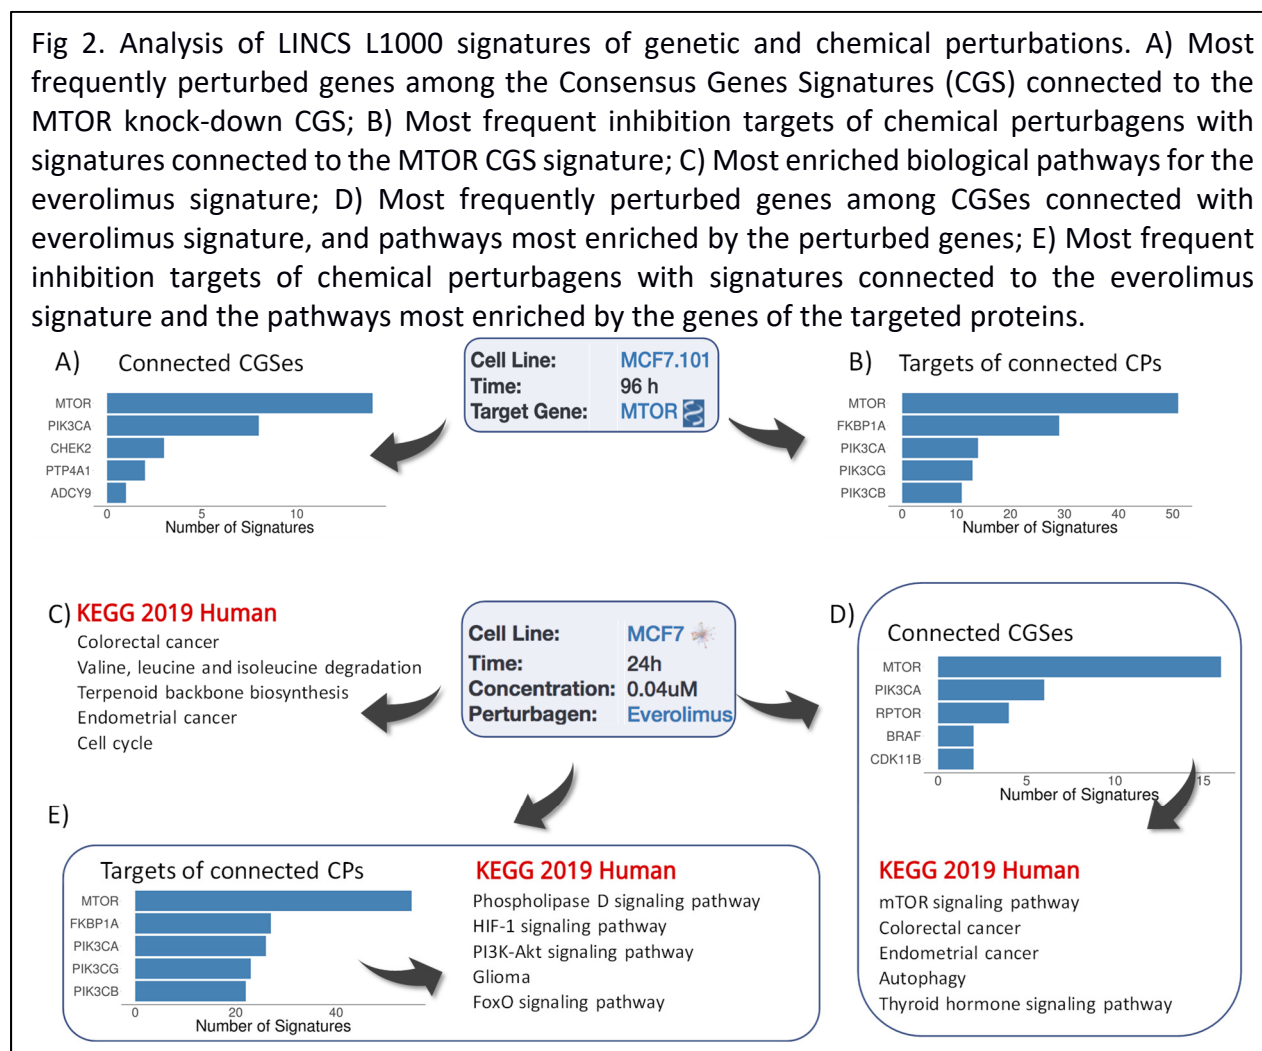 Fig 2. Analysis of LINCS L1000 signatures of genetic and chemical perturbations. A) Most
frequently perturbed genes among the Consensus Genes Signatures (CGS) connected to the
MTOR knock-down CGS; B) Most frequent inhibition targets of chemical perturbagens with
signatures connected to the MTOR CGS signature; C) Most enriched biological pathways for the
everolimus signature; D) Most frequently perturbed genes among CGSes connected with
everolimus signature, and pathways most enriched by the perturbed genes; E) Most frequent
inhibition targets of chemical perturbagens with signatures connected to the everolimus
signature and the pathways most enriched by the genes of the targeted proteins.
A) Connected CGSes
MTOR
PIK3CA
CHEK2
PTP4A1
ADCY9
0 5 10
Number of Signatures
Cell Line: MCF7.101
Time: 96 h
Target Gene: MTOR
B) Targets of connected CPs
MTOR
FKBP1A
PIK3CA
PIK3CG
PIK3CB
0 10 20 30 40 50
Number of Signatures
C) KEGG 2019 Human
Colorectal cancer
Valine, leucine and isoleucine degradation
Terpenoid backbone biosynthesis
Endometrial cancer
Cell cycle
Cell Line: MCF7
Time: 24h
Concentration: 0.04uM
Perturbagen: Everolimus
D)
Connected CGSes
MTOR
PIK3CA
RPTOR
BRAF
CDK11B
0 5 10 15
Number of Signatures
KEGG 2019 Human
mTOR signaling pathway
Colorectal cancer
Endometrial cancer
Autophagy
Thyroid hormone signaling pathway
E)
Targets of connected CPs
MTOR
FKBP1A
PIK3CA
PIK3CG
PIK3CB
0 20 40
Number of Signatures
KEGG 2019 Human
Phospholipase D signaling pathway
HIF-1 signaling pathway
PI3K-Akt signaling pathway
Glioma
FoxO signaling pathway